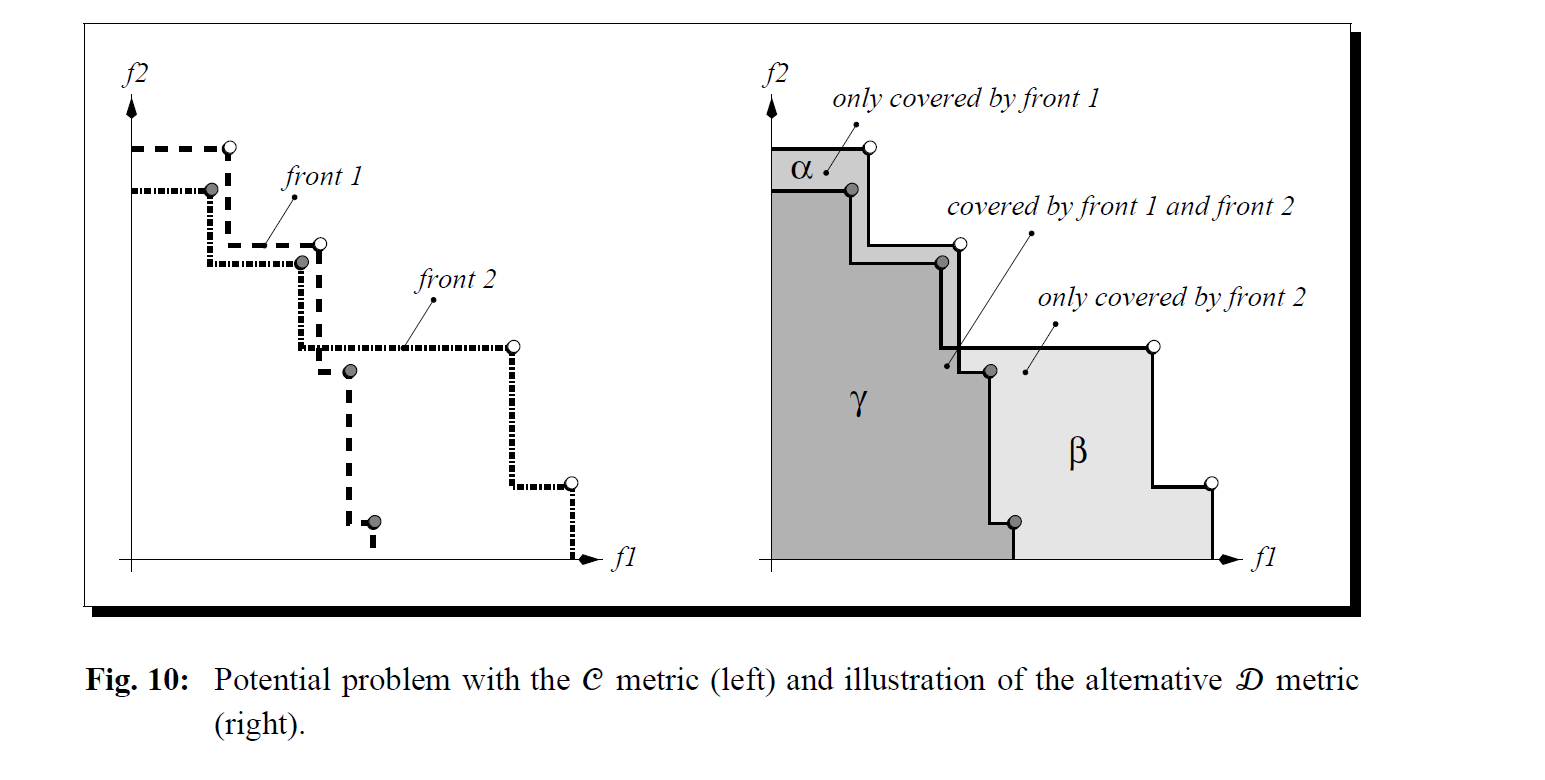 f2
front 1
front 2
f1
f2
only covered by front 1
α
covered by front 1 and front 2
only covered by front 2
γ
β
f1
Fig. 10: Potential problem with the C metric (left) and illustration of the alternative D metric
(right).